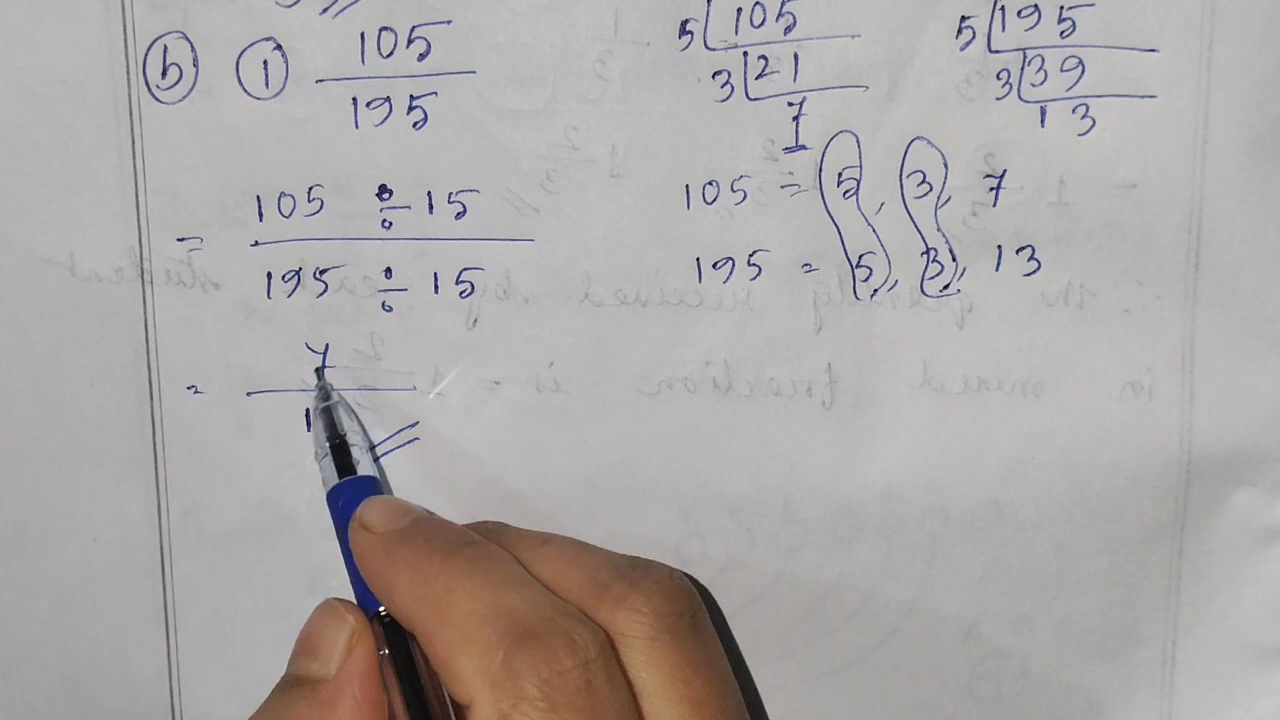 (b) (1) 105/195
= 105 ÷ 15 / 195 ÷ 15
= 7
5 | 105
3 | 21
7
5 | 195
3 | 39
13
105 = 5, 3, 7
195 = 5, 3, 13